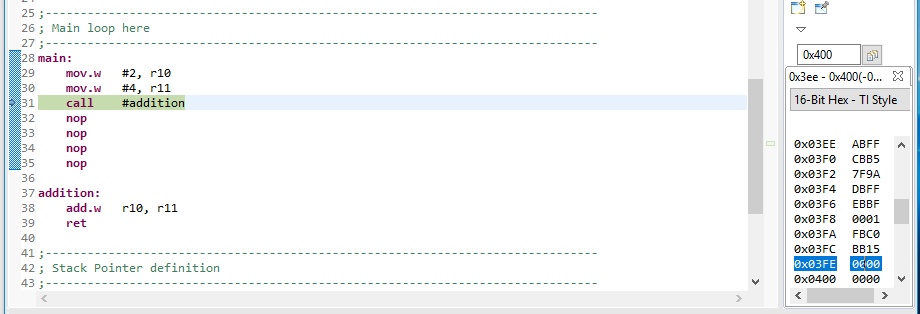 25 ;-------------------------------------------------------------------------------
26 ; Main loop here
27 ;-------------------------------------------------------------------------------
28 main:
29     mov.w   #2, r10
30     mov.w   #4, r11
31     call    #addition
32     nop
33     nop
34     nop
35     nop
36
37 addition:
38     add.w   r10, r11
39     ret
40
41 ;-------------------------------------------------------------------------------
42 ; Stack Pointer definition
43 ;-------------------------------------------------------------------------------
0x400
0x3ee - 0x400(-0...
16-Bit Hex - TI Style
0x03EE  ABFF
0x03F0  CBB5
0x03F2  7F9A
0x03F4  DBFF
0x03F6  EBBF
0x03F8  0001
0x03FA  FBC0
0x03FC  BB15
0x03FE  0000
0x0400  0000